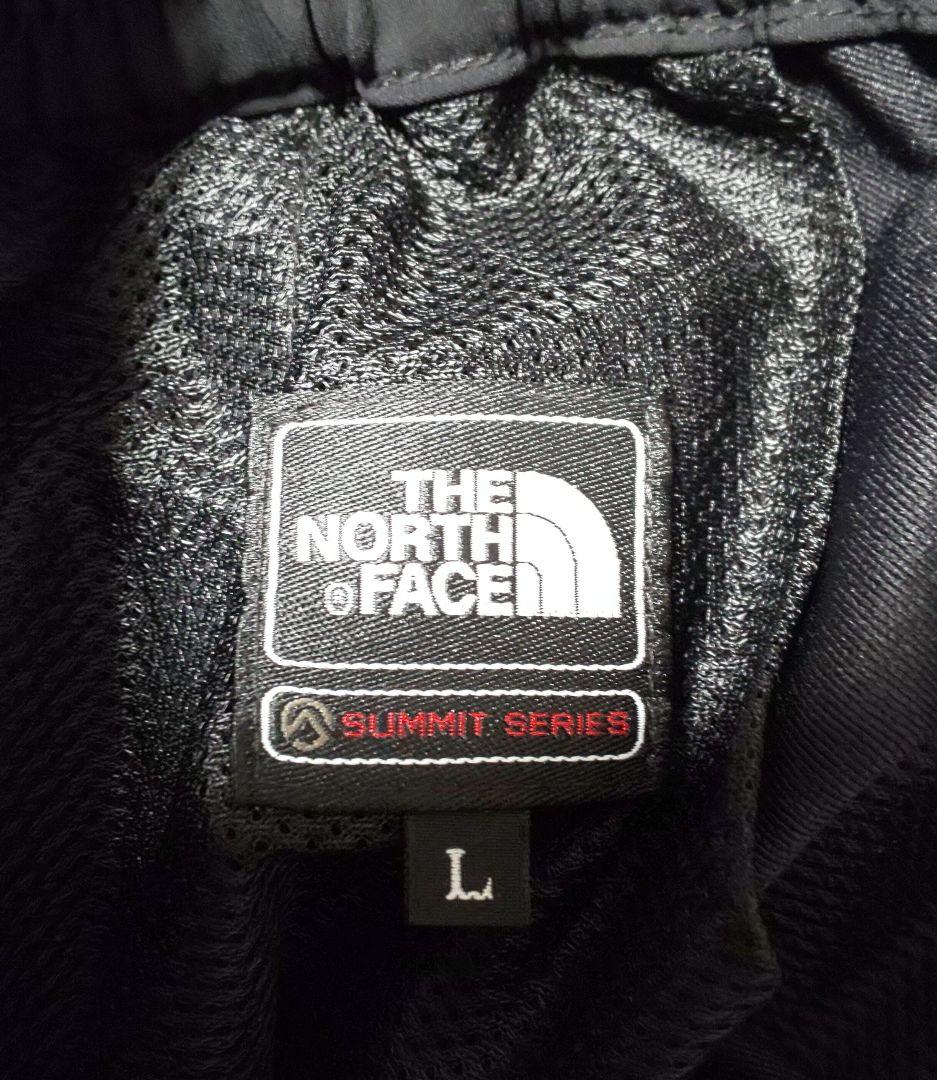 THE
NORTH
®FACE
SUMMIT SERIES
L